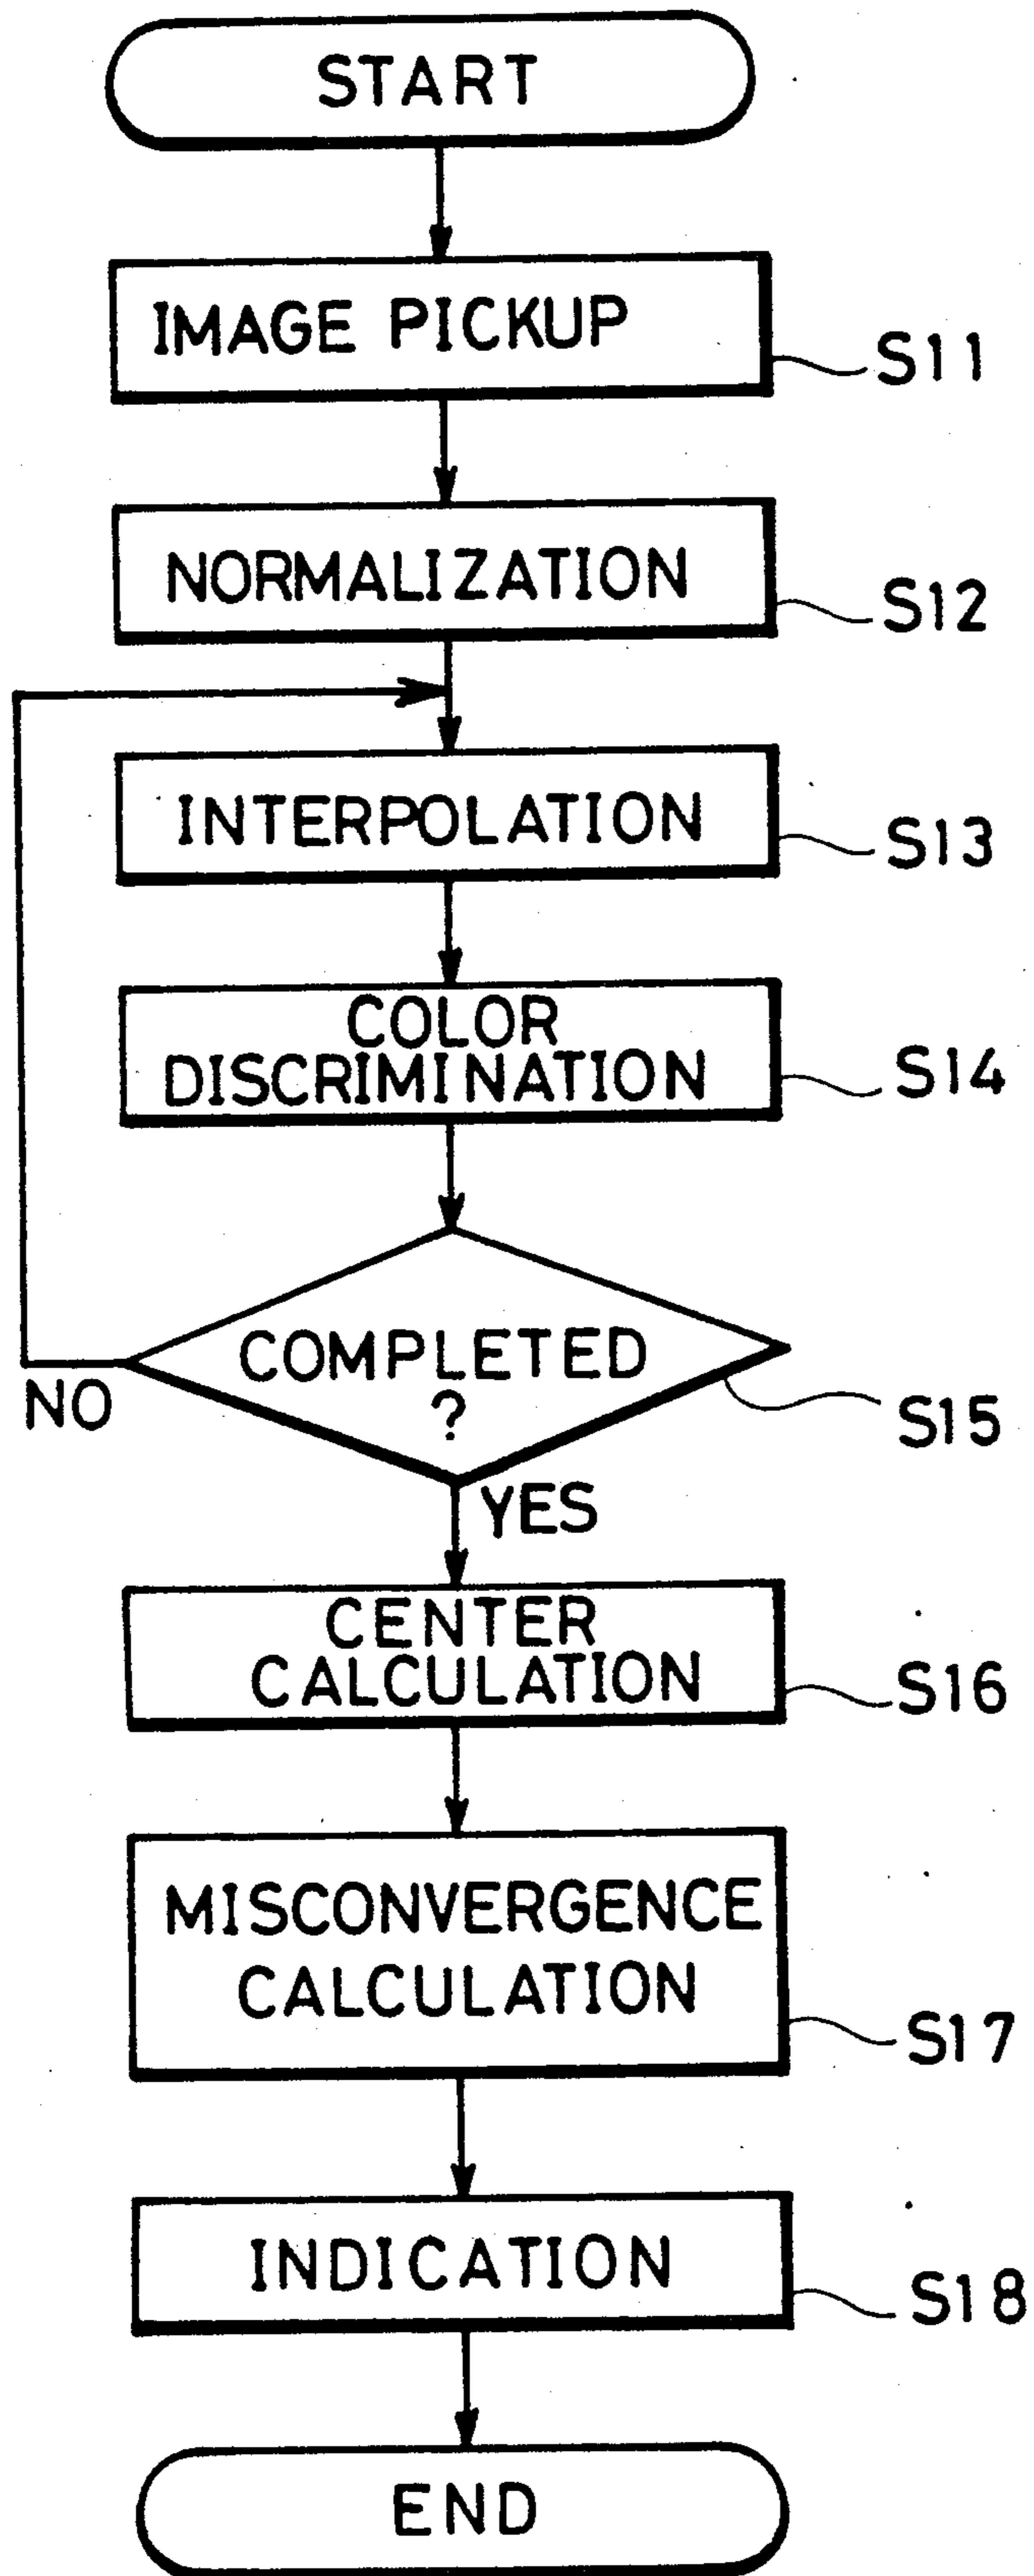 START
IMAGE PICKUP
S11
NORMALIZATION
S12
INTERPOLATION
S13
COLOR
DISCRIMINATION
S14
COMPLETED
?
NO
S15
YES
CENTER
CALCULATION
S16
MISCONVERGENCE
CALCULATION
S17
INDICATION
S18
END